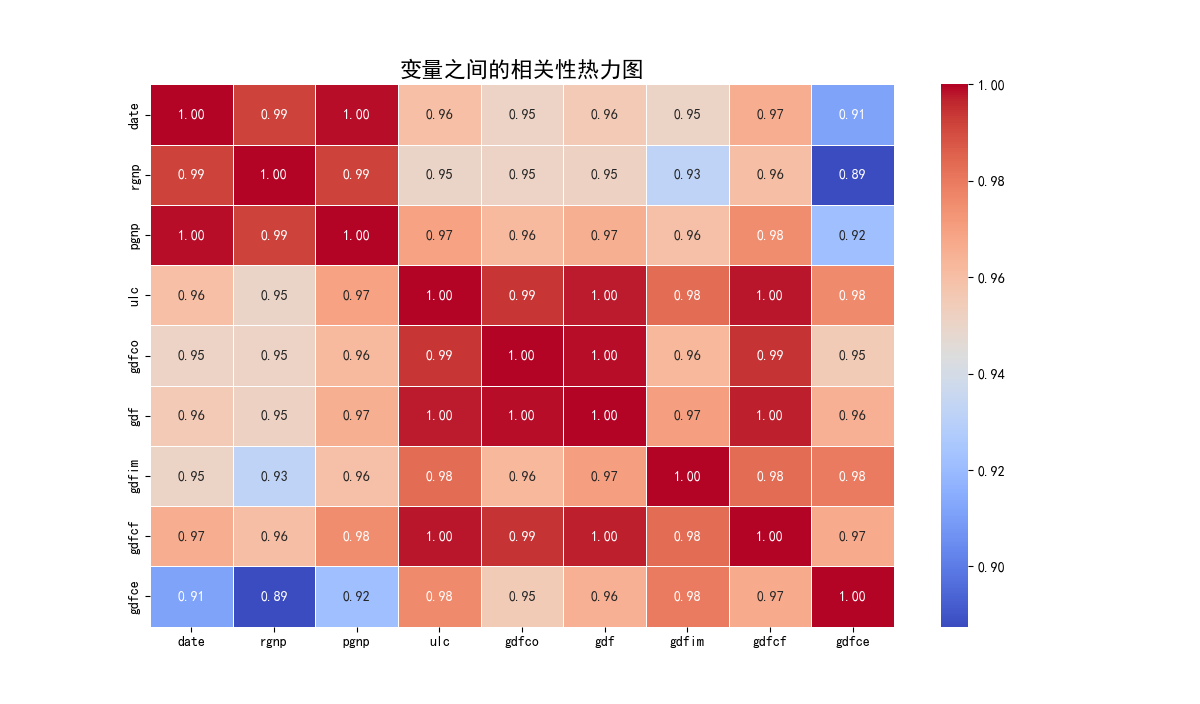 变量之间的相关性热力图
date 1.00 0.99 1.00 0.96 0.95 0.96 0.95 0.97 0.91
rgnp 0.99 1.00 0.99 0.95 0.95 0.95 0.93 0.96 0.89
pgnp 1.00 0.99 1.00 0.97 0.96 0.97 0.96 0.98 0.92
ulc 0.96 0.95 0.97 1.00 0.99 1.00 0.98 1.00 0.98
gdfco 0.95 0.95 0.96 0.99 1.00 1.00 0.96 0.99 0.95
gdf 0.96 0.95 0.97 1.00 1.00 1.00 0.97 1.00 0.96
gdfim 0.95 0.93 0.96 0.98 0.96 0.97 1.00 0.98 0.98
gdfcf 0.97 0.96 0.98 1.00 0.99 1.00 0.98 1.00 0.97
gdfce 0.91 0.89 0.92 0.98 0.95 0.96 0.98 0.97 1.00
date rgnp pgnp ulc gdfco gdf gdfim gdfcf gdfce
1.00
0.98
0.96
0.94
0.92
0.90